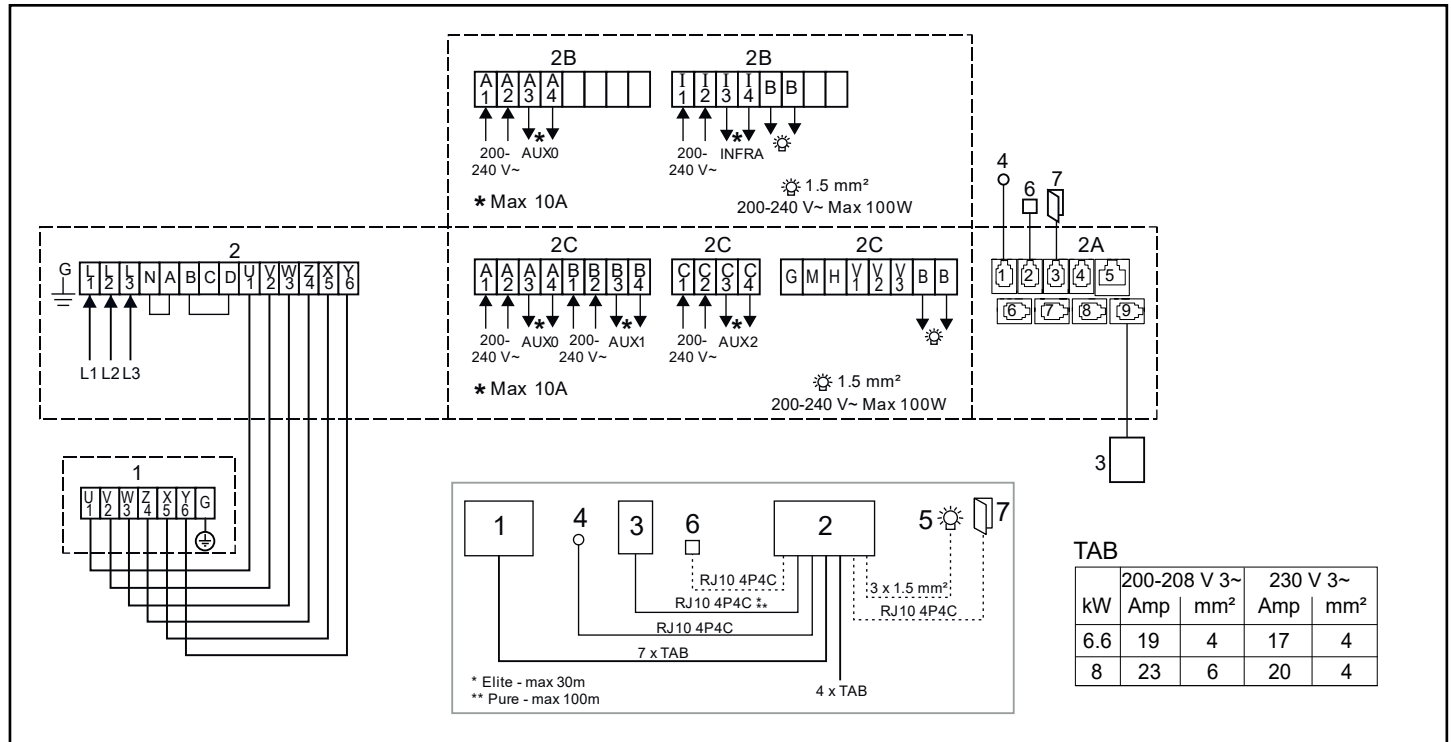 2B 2B
A1 A2 A3 A4
I1 I2 I3 I4 B B
200-240 V~ AUX0
200-240 V~ INFRA
* Max 10A
1.5 mm²
200-240 V~ Max 100W
4
6
7
2
G L1 L2 L3 N A B C D U1 V2 W3 Z4 X5 Y6
L1 L2 L3
2C 2C 2C
A1 A2 A3 A4 B1 B2 B3 B4
C1 C2 C3 C4
G M H V1 V2 V3 B B
200-240 V~ AUX0 200-240 V~ AUX1
200-240 V~ AUX2
* Max 10A
1.5 mm²
200-240 V~ Max 100W
2A
1 2 3 4 5
6 7 8 9
3
1
U1 V2 W3 Z4 X5 Y6 G
1 4 3 6 2 5 7
RJ10 4P4C
3 x 1.5 mm²
RJ10 4P4C * **
RJ10 4P4C
RJ10 4P4C
7 x TAB
4 x TAB
* Elite - max 30m
** Pure - max 100m
TAB
200-208 V 3~ 230 V 3~
kW Amp mm² Amp mm²
6.6 19 4 17 4
8 23 6 20 4